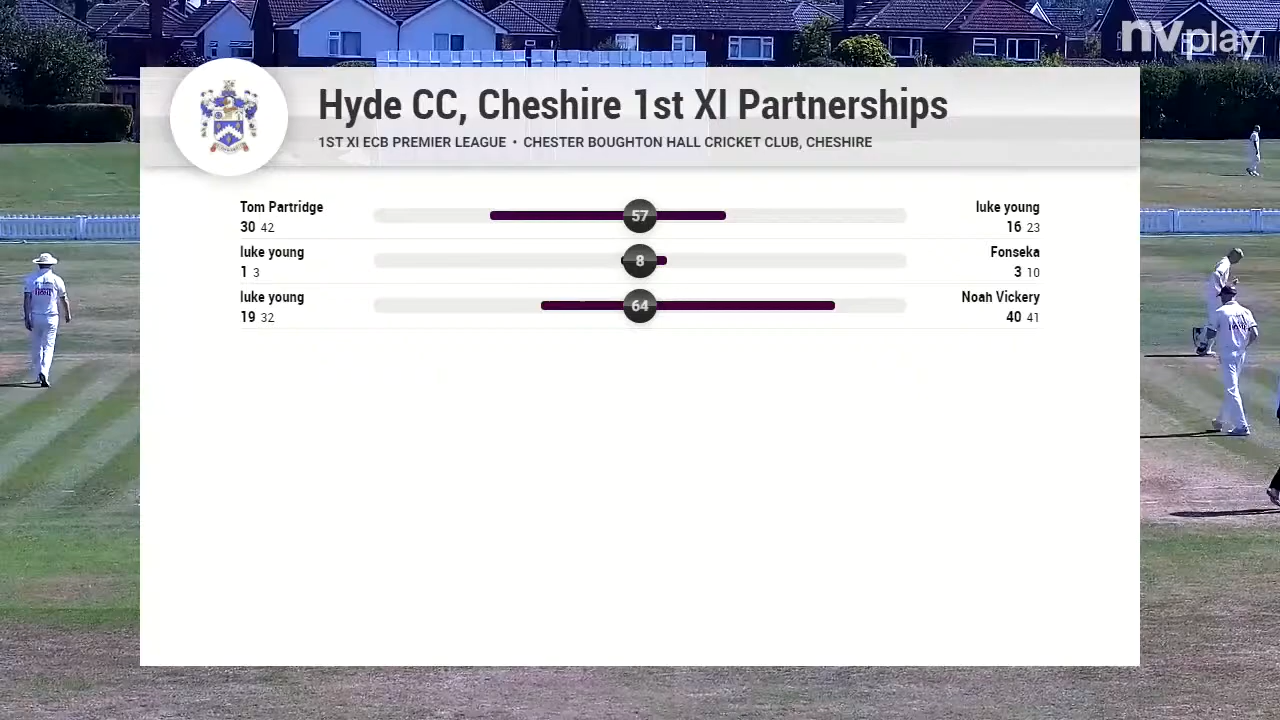 nvplay
Hyde CC, Cheshire 1st XI Partnerships
1ST XI ECB PREMIER LEAGUE • CHESTER BOUGHTON HALL CRICKET CLUB, CHESHIRE
Tom Partridge 57 luke young
30 42 16 23
luke young 8 Fonseka
1 3 3 10
luke young 64 Noah Vickery
19 32 40 41